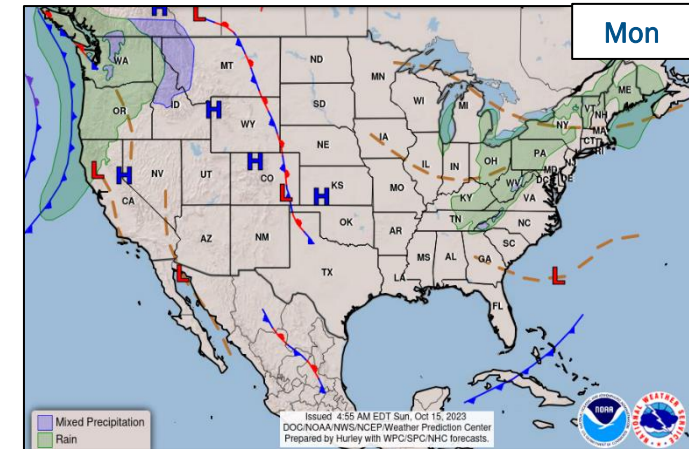 Mon
H
L
WA
MT
ND
MN
ME
OR
ID
H
WY
SD
WI
MI
VT
NH
NY
MA
CT
RI
L
H
NV
UT
H
CO
L
H
KS
NE
IA
IL
IN
OH
PA
NJ
MD
DE
DC
WV
VA
KY
CA
MO
TN
NC
AZ
NM
OK
AR
SC
L
TX
MS
AL
GA
LA
L
FL
Mixed Precipitation
Rain
Issued 4:55 AM EDT Sun, Oct 15, 2023
DOC/NOAA/NWS/NCEP/Weather Prediction Center
Prepared by Hurley with WPC/SPC/NHC forecasts.
NOAA
NATIONAL WEATHER SERVICE